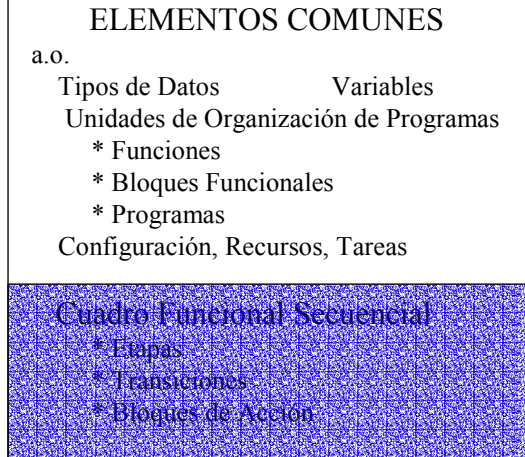 ELEMENTOS COMUNES
a.o.
Tipos de Datos Variables
Unidades de Organización de Programas
* Funciones
* Bloques Funcionales
* Programas
Configuración, Recursos, Tareas
Cuadro Funcional Secuencial
* Etapas
* Transiciones
* Bloques de Acción